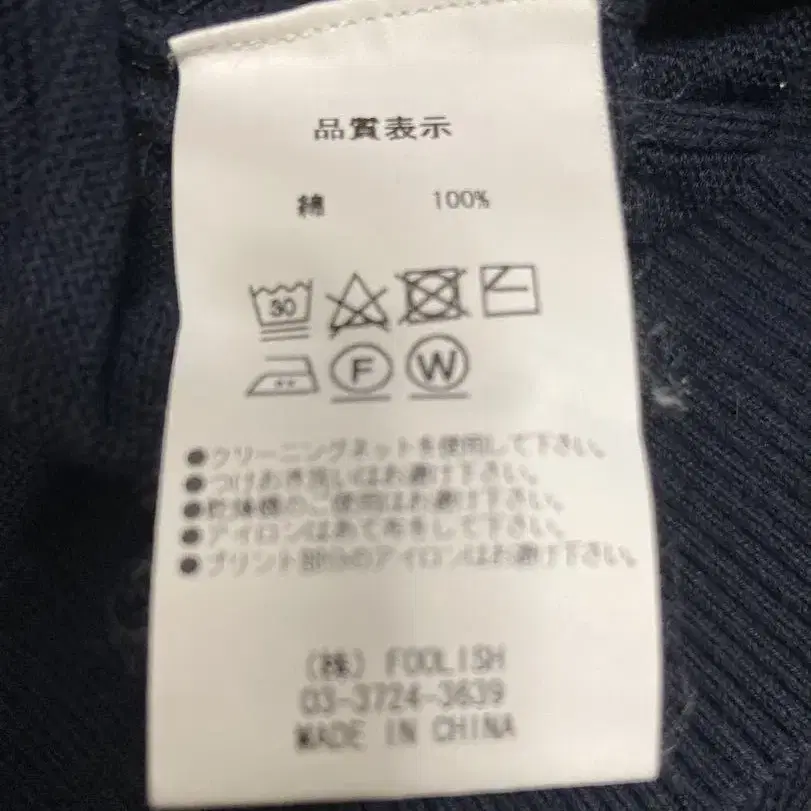 品質表示
綿 100%
30
F W
●クリーニングネットを使用して下さい。
●つけおき洗いはお避け下さい。
●乾燥機のご使用はお避け下さい。
●アイロンはあて布をして下さい。
●プリント部分のアイロンはお避け下さい。
(株) FOOLISH
03-3724-3639
MADE IN CHINA